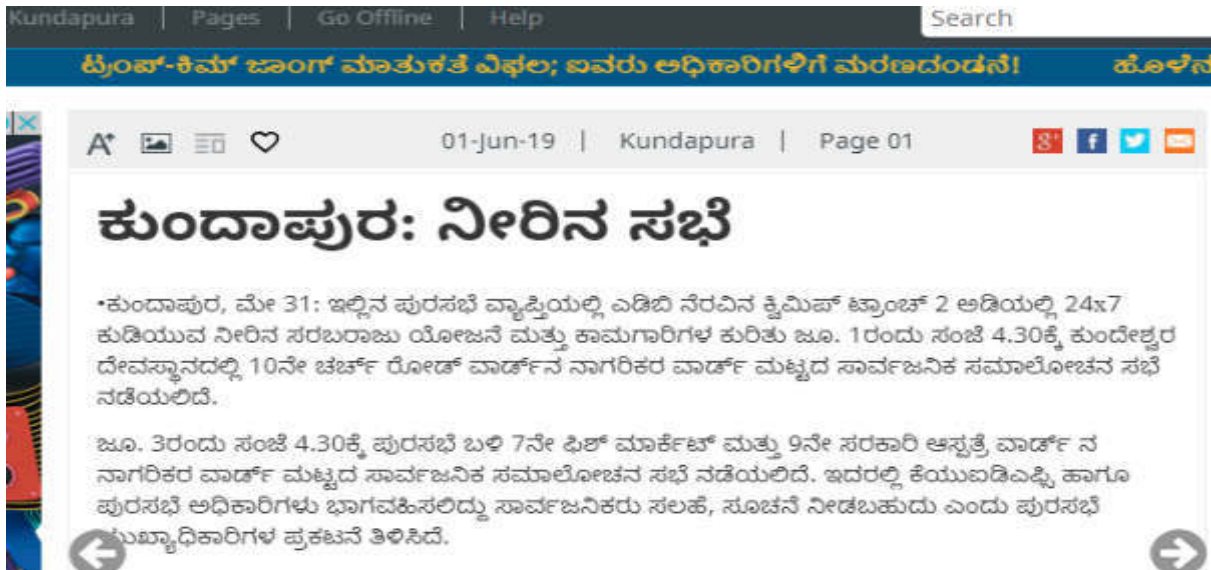 Kundapura | Pages | Go Offline | Help Search
ಟ್ರಂಪ್-ಕಿಮ್ ಜಾಂಗ್ ಮಾತುಕತೆ ವಿಫಲ; ಐವರು ಅಧಿಕಾರಿಗಳಿಗೆ ಮರಣದಂಡನೆ!
01-Jun-19 | Kundapura | Page 01
ಕುಂದಾಪುರ: ನೀರಿನ ಸಭೆ
•ಕುಂದಾಪುರ, ಮೇ 31: ಇಲ್ಲಿನ ಪುರಸಭೆ ವ್ಯಾಪ್ತಿಯಲ್ಲಿ ಎಡಿಬಿ ನೆರವಿನ ಕ್ವಿಮಿಪ್ ಟ್ರಾಂಚ್ 2 ಅಡಿಯಲ್ಲಿ 24x7
ಕುಡಿಯುವ ನೀರಿನ ಸರಬರಾಜು ಯೋಜನೆ ಮತ್ತು ಕಾಮಗಾರಿಗಳ ಕುರಿತು ಜೂ. 1ರಂದು ಸಂಜೆ 4.30ಕ್ಕೆ ಕುಂದೇಶ್ವರ
ದೇವಸ್ಥಾನದಲ್ಲಿ 10ನೇ ಚರ್ಚ್ ರೋಡ್ ವಾರ್ಡ್‌ನ ನಾಗರಿಕರ ವಾರ್ಡ್ ಮಟ್ಟದ ಸಾರ್ವಜನಿಕ ಸಮಾಲೋಚನ ಸಭೆ
ನಡೆಯಲಿದೆ.
ಜೂ. 3ರಂದು ಸಂಜೆ 4.30ಕ್ಕೆ ಪುರಸಭೆ ಬಳಿ 7ನೇ ಫಿಶ್ ಮಾರ್ಕೆಟ್ ಮತ್ತು 9ನೇ ಸರಕಾರಿ ಆಸ್ಪತ್ರೆ ವಾರ್ಡ್ ನ
ನಾಗರಿಕರ ವಾರ್ಡ್ ಮಟ್ಟದ ಸಾರ್ವಜನಿಕ ಸಮಾಲೋಚನ ಸಭೆ ನಡೆಯಲಿದೆ. ಇದರಲ್ಲಿ ಕೆಯುಐಡಿಎಫ್ಸಿ ಹಾಗೂ
ಪುರಸಭೆ ಅಧಿಕಾರಿಗಳು ಭಾಗವಹಿಸಲಿದ್ದು ಸಾರ್ವಜನಿಕರು ಸಲಹೆ, ಸೂಚನೆ ನೀಡಬಹುದು ಎಂದು ಪುರಸಭೆ
ಮುಖ್ಯಾಧಿಕಾರಿಗಳ ಪ್ರಕಟನೆ ತಿಳಿಸಿದೆ.